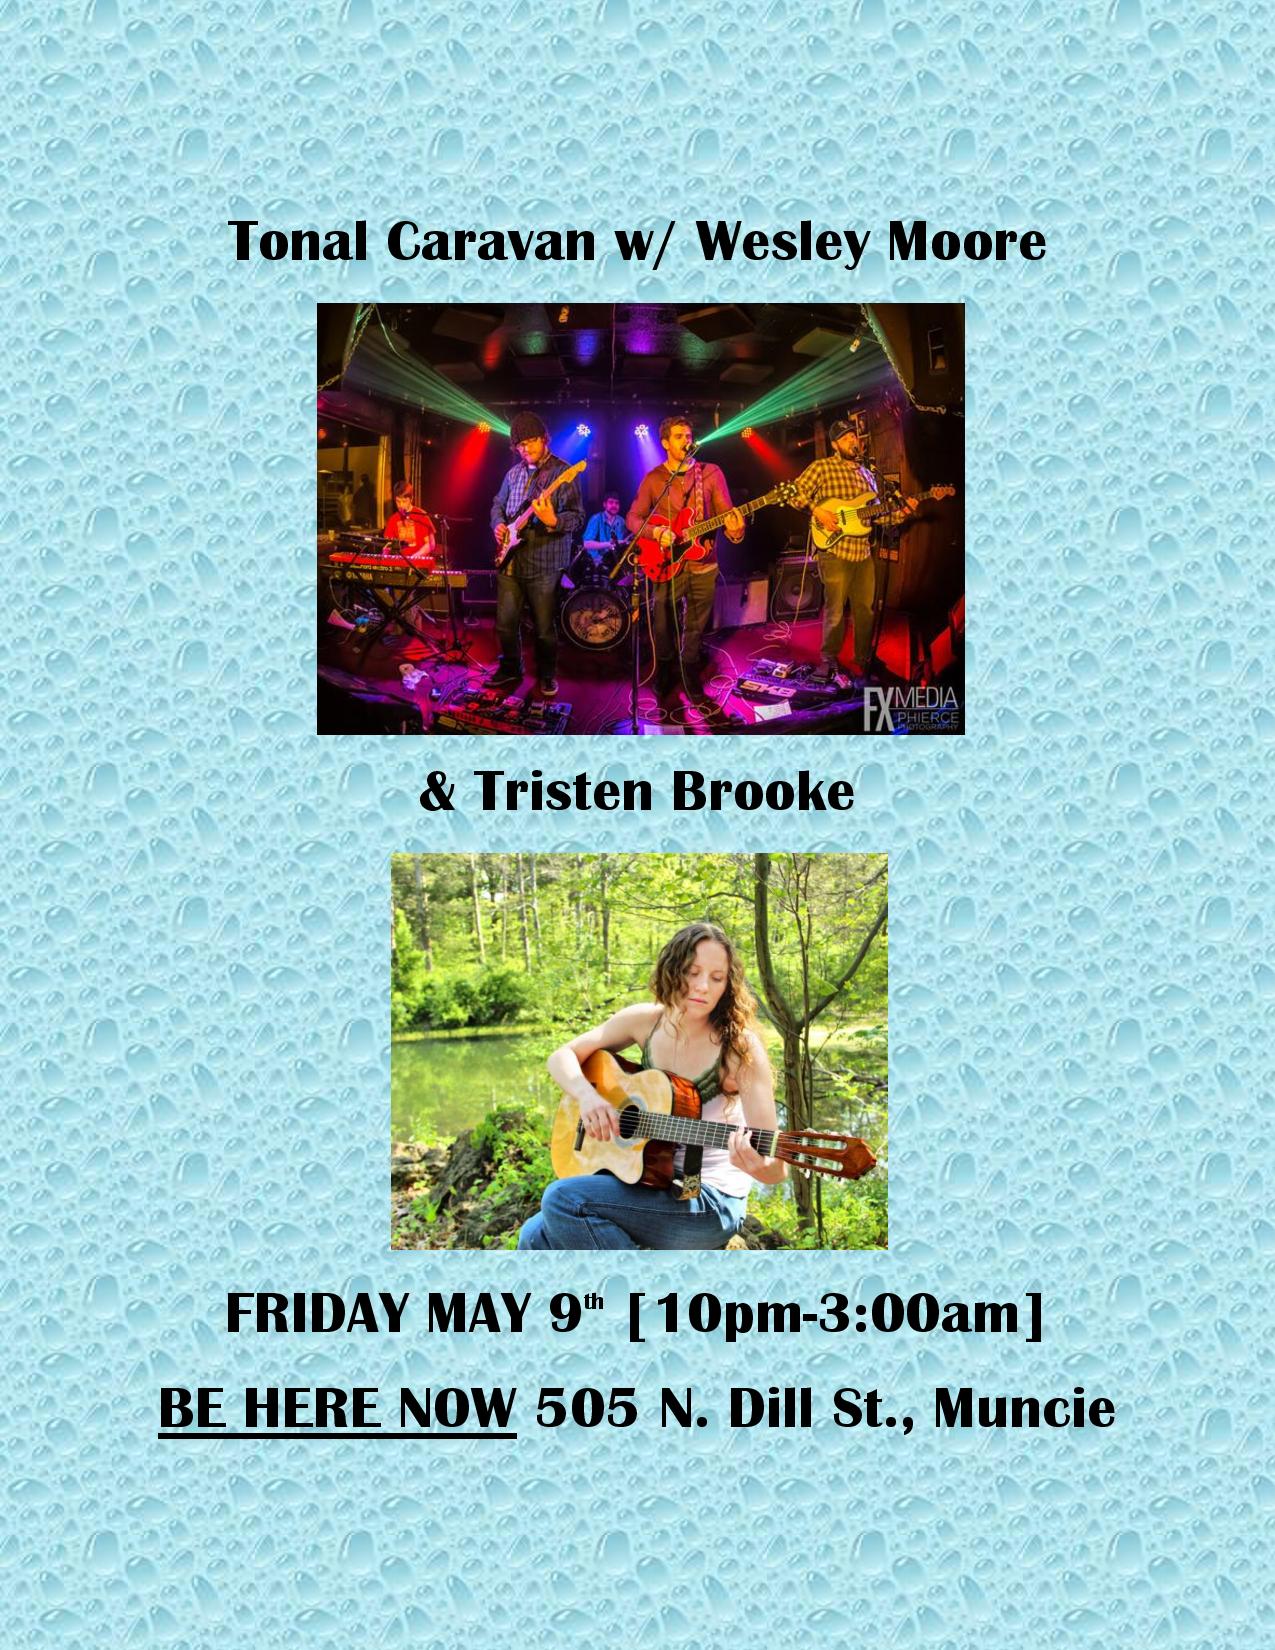 Tonal Caravan w/ Wesley Moore
FX MEDIA
PHIERCE
PHOTOGRAPHY
& Tristen Brooke
FRIDAY MAY 9th [10pm-3:00am]
BE HERE NOW 505 N. Dill St., Muncie